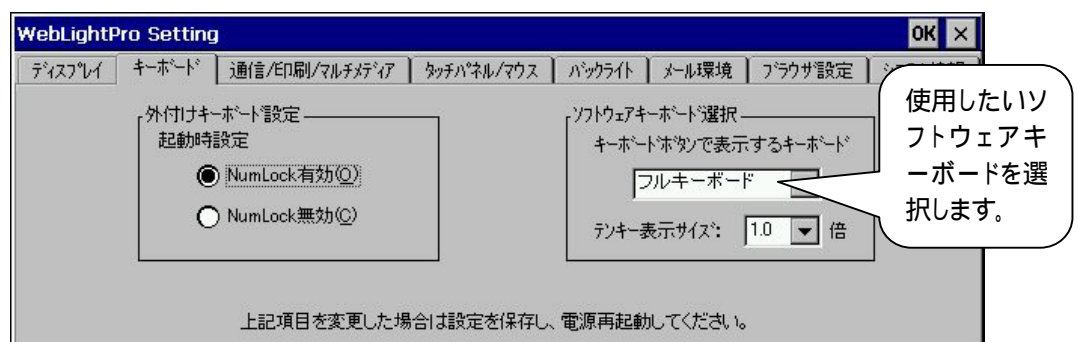 WebLightPro Setting OK ×
ディスプレイ キーボード 通信/印刷/マルチメディア タッチパネル/マウス バックライト メール環境 ブラウザ設定
外付けキーボード設定
起動時設定
NumLock有効(O)
NumLock無効(C)
ソフトウェアキーボード選択
キーボードボタンで表示するキーボード
フルキーボード
テンキー表示サイズ: 1.0 倍
使用したいソ
フトウェアキ
ーボードを選
択します。
上記項目を変更した場合は設定を保存し、電源再起動してください。